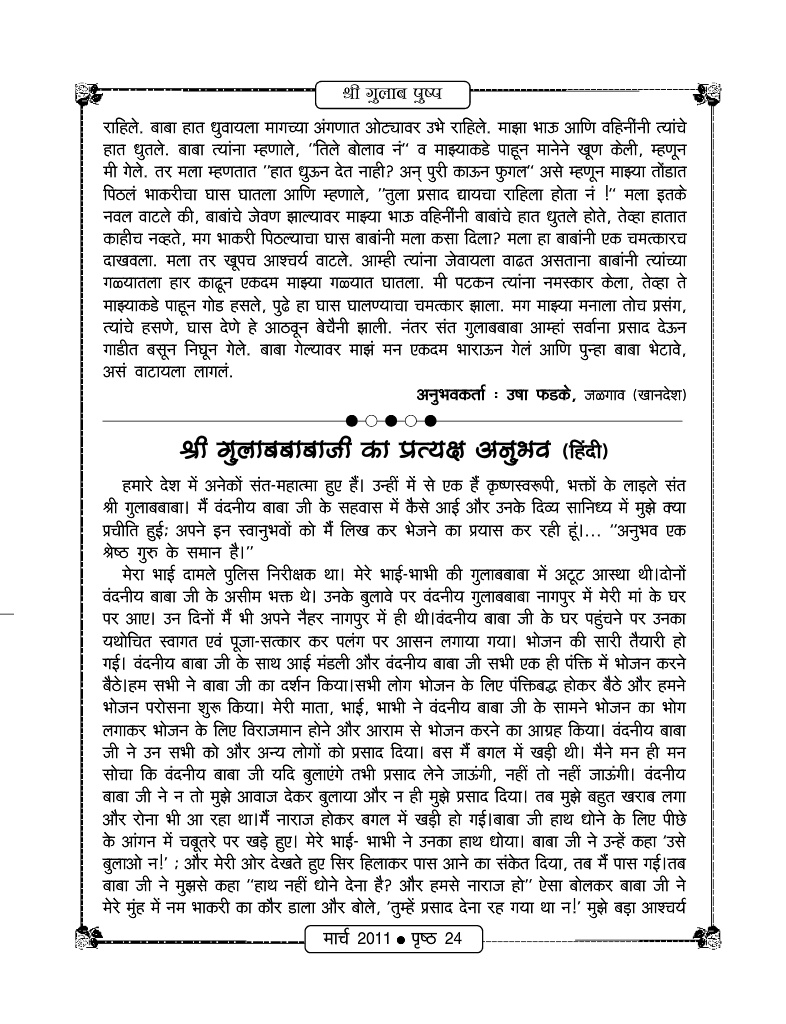 श्री गुलाब पुष्प
राहिले. बाबा हात धुवायला मागच्या अंगणात ओट्यावर उभे राहिले. माझा भाऊ आणि वहिनींनी त्यांचे
हात धुतले. बाबा त्यांना म्हणाले, ''तिले बोलाव नं'' व माझ्याकडे पाहून मानेने खूण केली, म्हणून
मी गेले. तर मला म्हणतात ''हात धुऊन देत नाही? अन् पुरी काऊन फुगल'' असे म्हणून माझ्या तोंडात
पिठलं भाकरीचा घास घातला आणि म्हणाले, ''तुला प्रसाद द्यायचा राहिला होता नं !'' मला इतके
नवल वाटले की, बाबांचे जेवण झाल्यावर माझ्या भाऊ वहिनींनी बाबांचे हात धुतले होते, तेव्हा हातात
काहीच नव्हते, मग भाकरी पिठल्याचा घास बाबांनी मला कसा दिला? मला हा बाबांनी एक चमत्कारच
दाखवला. मला तर खूपच आश्चर्य वाटले. आम्ही त्यांना जेवायला वाढत असताना बाबांनी त्यांच्या
गळ्यातला हार काढून एकदम माझ्या गळ्यात घातला. मी पटकन त्यांना नमस्कार केला, तेव्हा ते
माझ्याकडे पाहून गोड हसले, पुढे हा घास घालण्याचा चमत्कार झाला. मग माझ्या मनाला तोच प्रसंग,
त्यांचे हसणे, घास देणे हे आठवून बेचैनी झाली. नंतर संत गुलाबबाबा आम्हां सर्वाना प्रसाद देऊन
गाडीत बसून निघून गेले. बाबा गेल्यावर माझं मन एकदम भाराऊन गेलं आणि पुन्हा बाबा भेटावे,
असं वाटायला लागलं.
अनुभवकर्ता : उषा फडके, जळगाव (खानदेश)
श्री गुलाबबाबाजी का प्रत्यक्ष अनुभव (हिंदी)
हमारे देश में अनेकों संत-महात्मा हुए हैं। उन्हीं में से एक हैं कृष्णस्वरूपी, भक्तों के लाड़ले संत
श्री गुलाबबाबा। मैं वंदनीय बाबा जी के सहवास में कैसे आई और उनके दिव्य सानिध्य में मुझे क्या
प्रचीति हुई; अपने इन स्वानुभवों को मैं लिख कर भेजने का प्रयास कर रही हूं।... ''अनुभव एक
श्रेष्ठ गुरु के समान है।''
मेरा भाई दामले पुलिस निरीक्षक था। मेरे भाई-भाभी की गुलाबबाबा में अटूट आस्था थी।दोनों
वंदनीय बाबा जी के असीम भक्त थे। उनके बुलावे पर वंदनीय गुलाबबाबा नागपुर में मेरी मां के घर
पर आए। उन दिनों मैं भी अपने नैहर नागपुर में ही थी।वंदनीय बाबा जी के घर पहुंचने पर उनका
यथोचित स्वागत एवं पूजा-सत्कार कर पलंग पर आसन लगाया गया। भोजन की सारी तैयारी हो
गई। वंदनीय बाबा जी के साथ आई मंडली और वंदनीय बाबा जी सभी एक ही पंक्ति में भोजन करने
बैठे।हम सभी ने बाबा जी का दर्शन किया।सभी लोग भोजन के लिए पंक्तिबद्ध होकर बैठे और हमने
भोजन परोसना शुरू किया। मेरी माता, भाई, भाभी ने वंदनीय बाबा जी के सामने भोजन का भोग
लगाकर भोजन के लिए विराजमान होने और आराम से भोजन करने का आग्रह किया। वंदनीय बाबा
जी ने उन सभी को और अन्य लोगों को प्रसाद दिया। बस मैं बगल में खड़ी थी। मैने मन ही मन
सोचा कि वंदनीय बाबा जी यदि बुलाएंगे तभी प्रसाद लेने जाऊंगी, नहीं तो नहीं जाऊंगी। वंदनीय
बाबा जी ने न तो मुझे आवाज देकर बुलाया और न ही मुझे प्रसाद दिया। तब मुझे बहुत खराब लगा
और रोना भी आ रहा था।मैं नाराज होकर बगल में खड़ी हो गई।बाबा जी हाथ धोने के लिए पीछे
के आंगन में चबूतरे पर खड़े हुए। मेरे भाई- भाभी ने उनका हाथ धोया। बाबा जी ने उन्हें कहा 'उसे
बुलाओ न!' ; और मेरी ओर देखते हुए सिर हिलाकर पास आने का संकेत दिया, तब मैं पास गई।तब
बाबा जी ने मुझसे कहा ''हाथ नहीं धोने देना है? और हमसे नाराज हो'' ऐसा बोलकर बाबा जी ने
मेरे मुंह में नम भाकरी का कौर डाला और बोले, 'तुम्हें प्रसाद देना रह गया था न!' मुझे बड़ा आश्चर्य
मार्च 2011 ● पृष्ठ 24